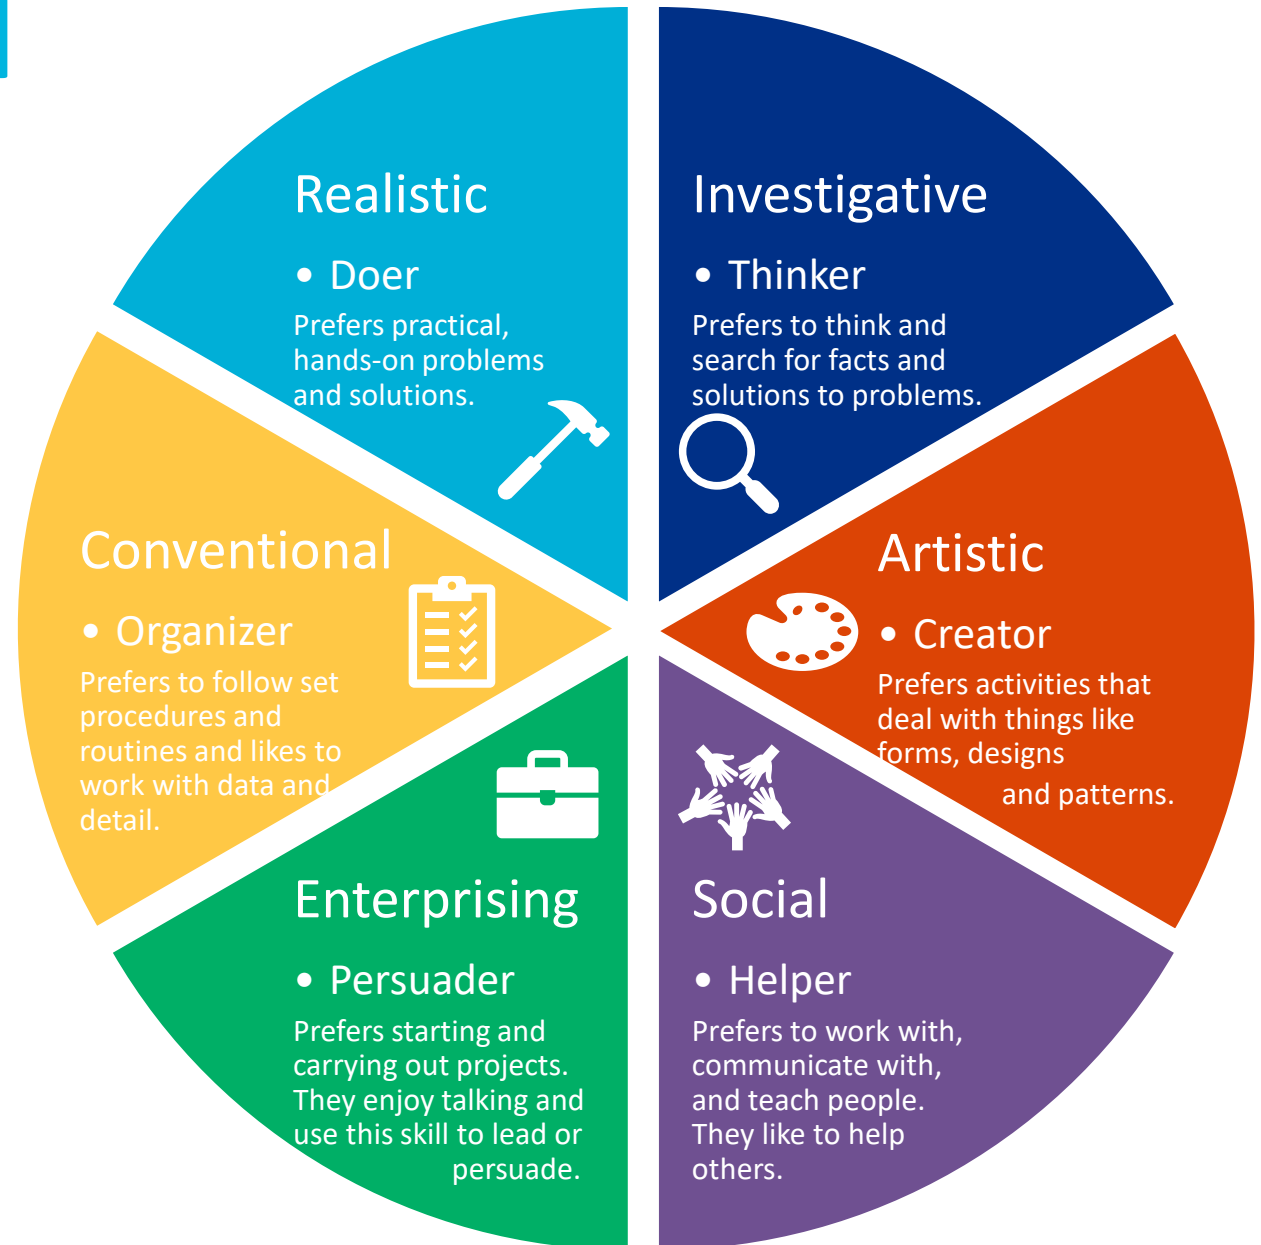 Realistic
• Doer
Prefers practical,
hands-on problems
and solutions.
Investigative
• Thinker
Prefers to think and
search for facts and
solutions to problems.
Conventional
• Organizer
Prefers to follow set
procedures and
routines and likes to
work with data and
detail.
Artistic
• Creator
Prefers activities that
deal with things like
forms, designs
and patterns.
Enterprising
• Persuader
Prefers starting and
carrying out projects.
They enjoy talking and
use this skill to lead or
persuade.
Social
• Helper
Prefers to work with,
communicate with,
and teach people.
They like to help
others.